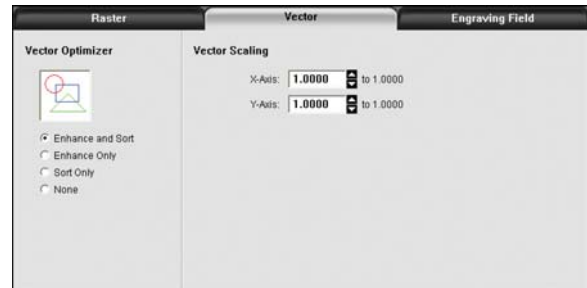 Raster
Vector
Engraving Field
Vector Optimizer
Enhance and Sort
Enhance Only
Sort Only
None
Vector Scaling
X-Axis: 1.0000 to 1.0000
Y-Axis: 1.0000 to 1.0000